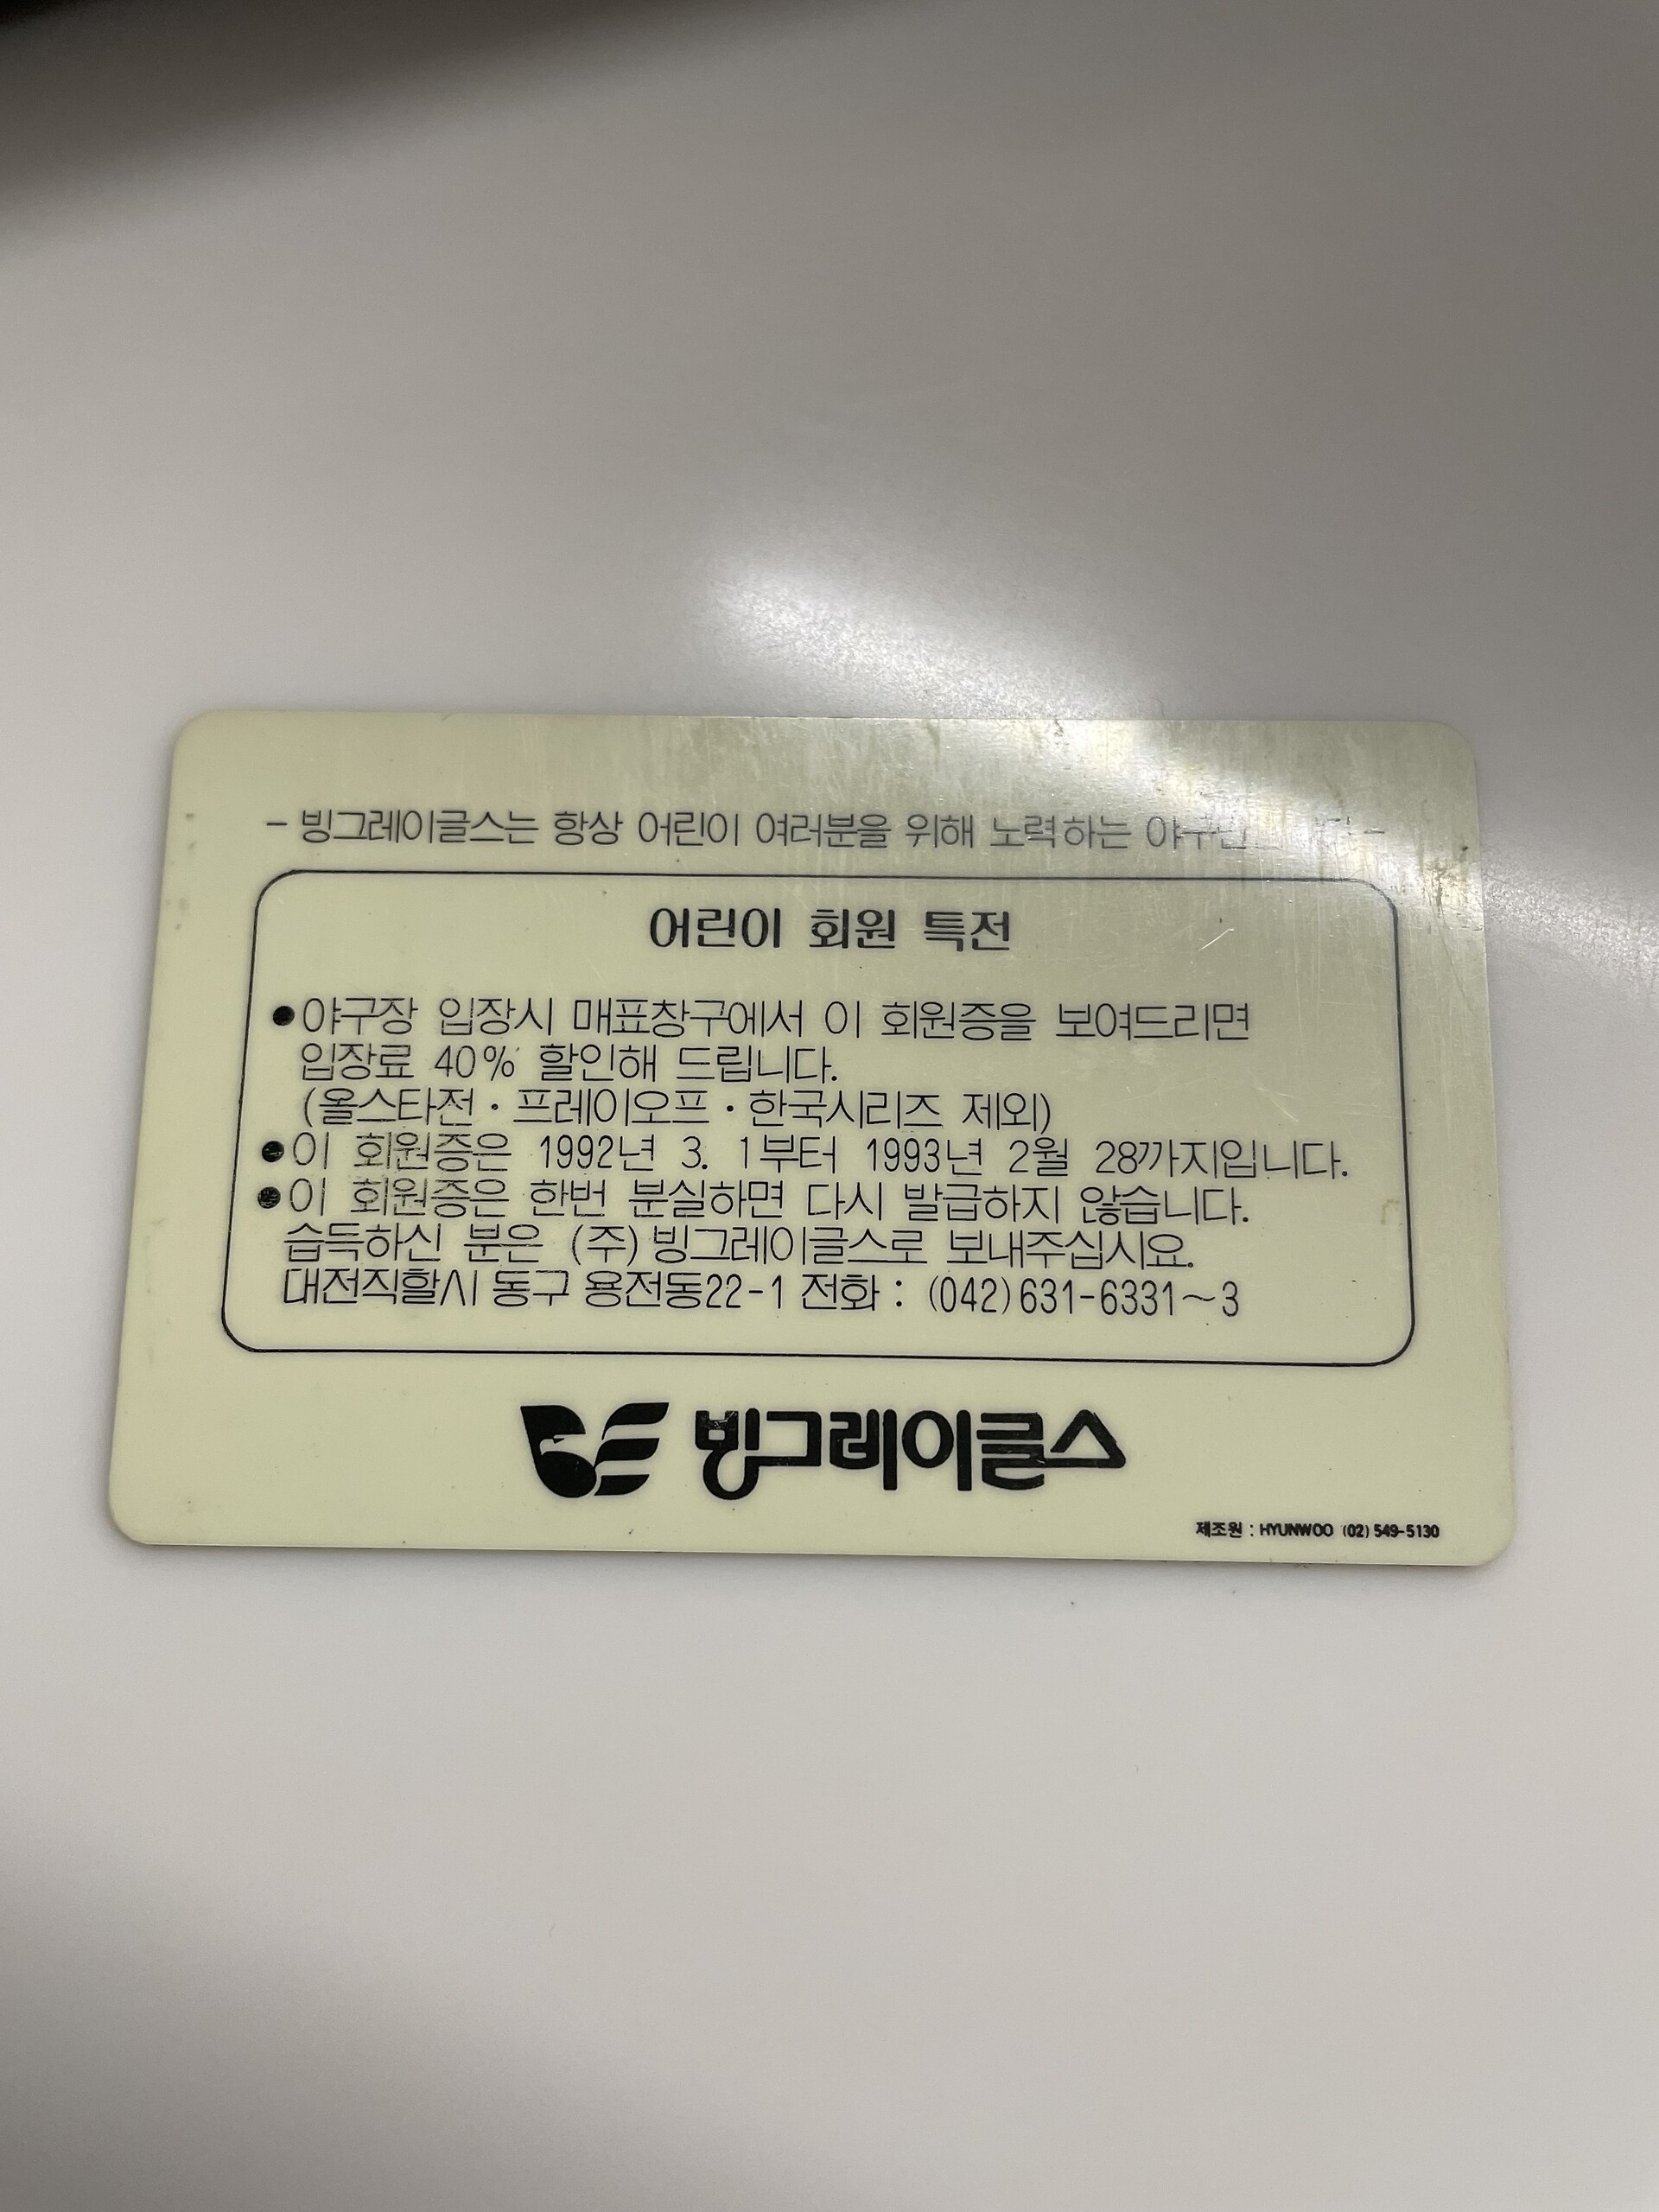 - 빙그레이글스는 항상 어린이 여러분을 위해 노력하는
어린이 회원 특전
●야구장 입장시 매표창구에서 이 회원증을 보여드리면
입장료 40% 할인해 드립니다.
(올스타전·프레이오프·한국시리즈 제외)
●이 회원증은 1992년 3. 1부터 1993년 2월 28까지입니다.
●이 회원증은 한번 분실하면 다시 발급하지 않습니다.
습득하신 분은 (주)빙그레이글스로 보내주십시요.
대전직할시 동구 용전동22-1 전화 : (042)631-6331~3
빙그레이글스
제조원 : HYUNWOO (02) 549-5130